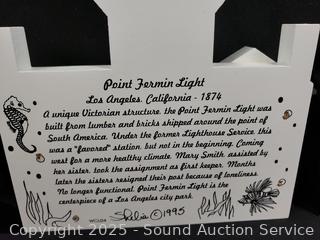 Point Fermin Light
Los Angeles, California - 1874
A unique Victorian structure, the Point Fermin Light was
built from lumber and bricks shipped around the point of
South America. Under the former Lighthouse Service, this
was a "favored" station, but not in the beginning. Coming
west for a more healthy climate, Mary Smith, assisted by
her sister, took the assignment as first keeper. Months
later the sisters resigned their post because of loneliness.
No longer functional, Point Fermin Light is the
centerpiece of a Los Angeles city park.
©1995
Copyright 2025 - Sound Auction Service